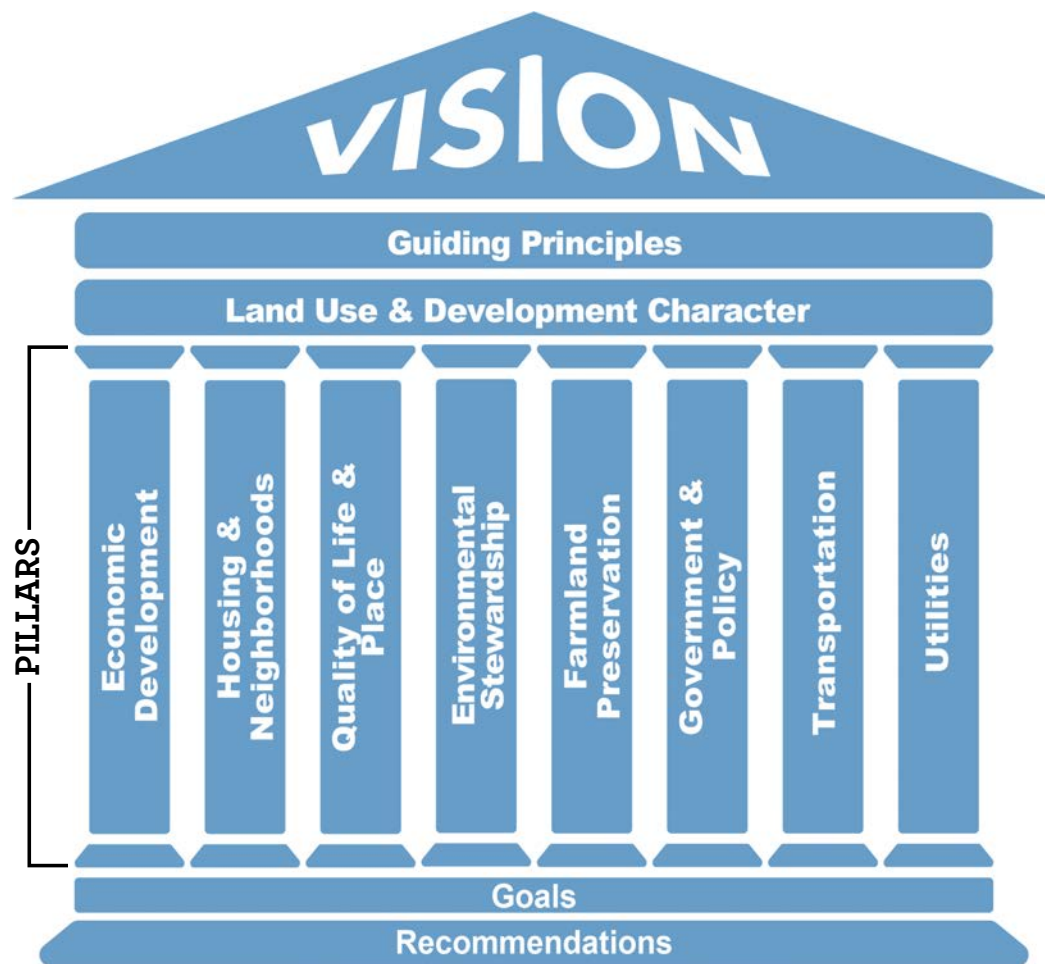 VISION
Guiding Principles
Land Use & Development Character
PILLARS
Economic
Development
Housing &
Neighborhoods
Quality of Life &
Place
Environmental
Stewardship
Farmland
Preservation
Government &
Policy
Transportation
Utilities
Goals
Recommendations